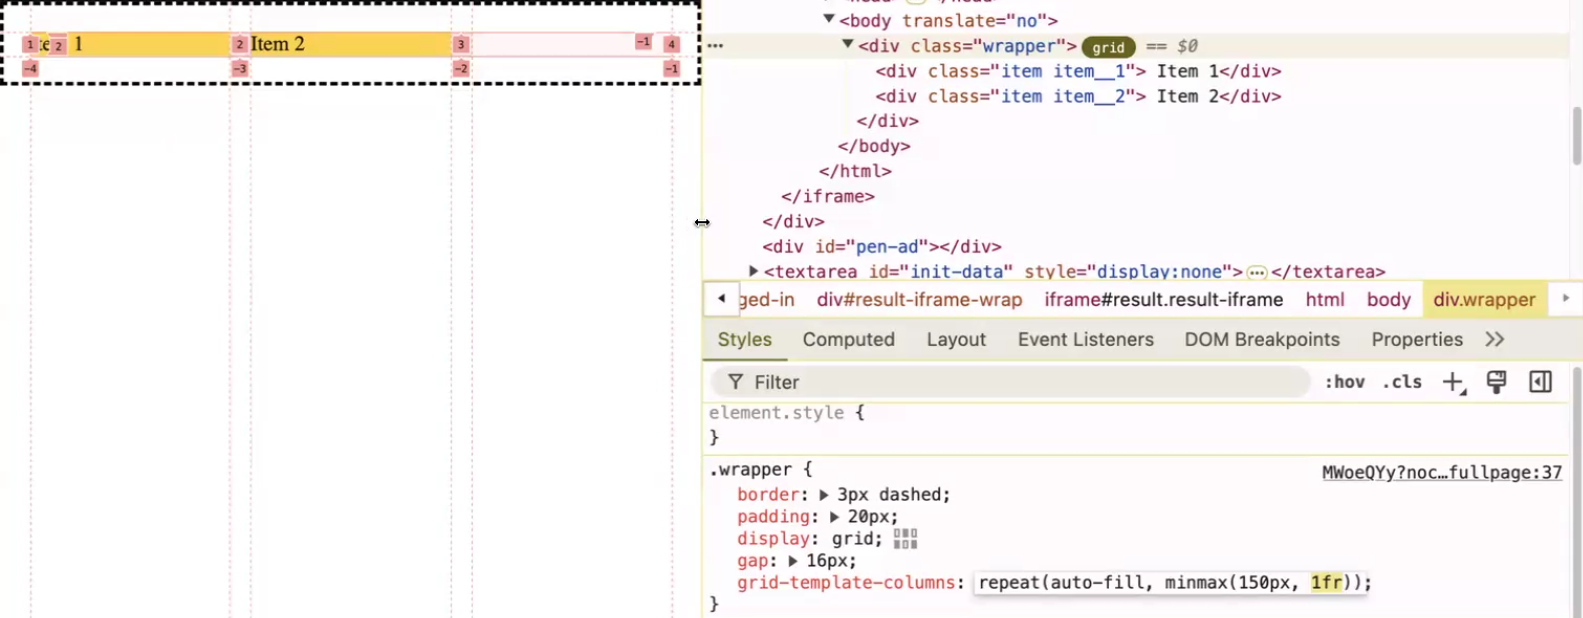 <head> … </head>
<body translate="no">
<div class="wrapper"> grid == $0
<div class="item item__1"> Item 1</div>
<div class="item item__2"> Item 2</div>
</div>
</body>
</html>
</iframe>
</div>
<div id="pen-ad"></div>
<textarea id="init-data" style="display:none"> … </textarea>
1 2 1 2 Item 2 3 -1 4
-4 -3 -2 -1
ged-in div#result-iframe-wrap iframe#result.result-iframe html body div.wrapper
Styles Computed Layout Event Listeners DOM Breakpoints Properties >>
Filter :hov .cls
element.style {
}
.wrapper { MWoeQYy?noc…fullpage:37
border: 3px dashed;
padding: 20px;
display: grid;
gap: 16px;
grid-template-columns: repeat(auto-fill, minmax(150px, 1fr));
}